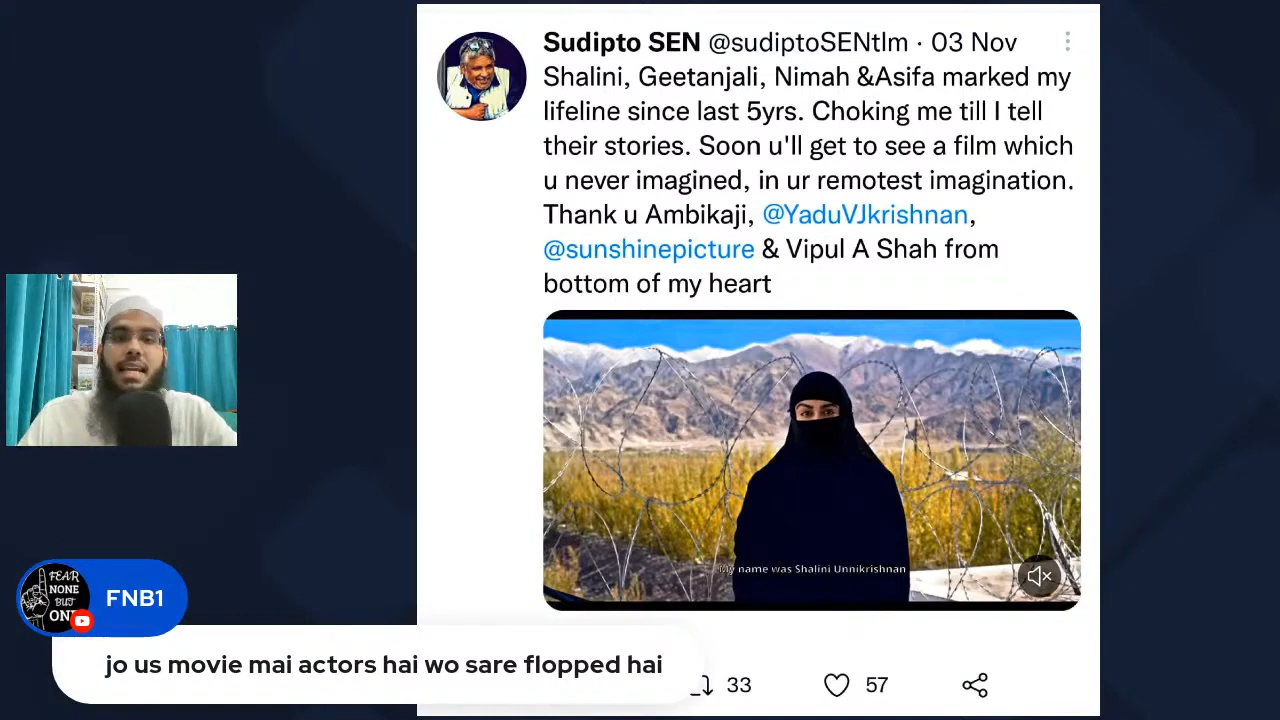 Sudipto SEN @sudiptoSENtlm · 03 Nov
Shalini, Geetanjali, Nimah &Asifa marked my
lifeline since last 5yrs. Choking me till I tell
their stories. Soon u'll get to see a film which
u never imagined, in ur remotest imagination.
Thank u Ambikaji, @YaduVJkrishnan,
@sunshinepicture & Vipul A Shah from
bottom of my heart
My name was Shalini Unnikrishnan
FEAR
NONE
BUT
ONE
FNB1
jo us movie mai actors hai wo sare flopped hai
33
57